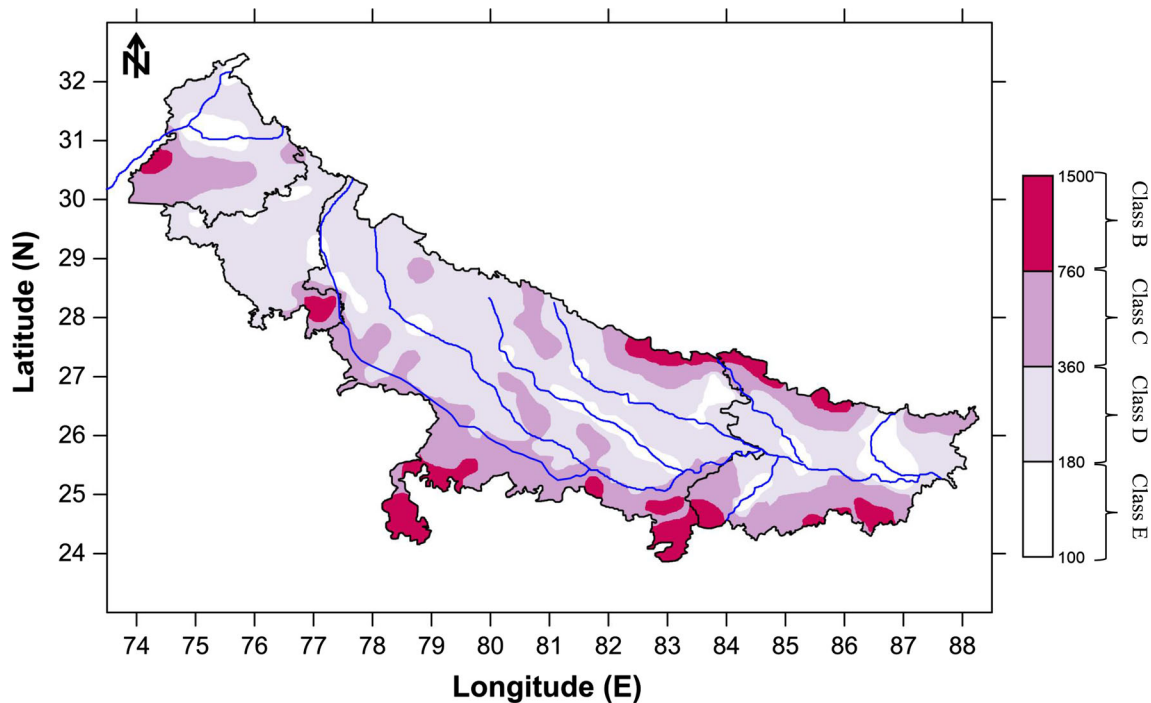 N
32
31
30
29
28
27
26
25
24
Latitude (N)
74 75 76 77 78 79 80 81 82 83 84 85 86 87 88
Longitude (E)
1500
760
360
180
100
Class B
Class C
Class D
Class E